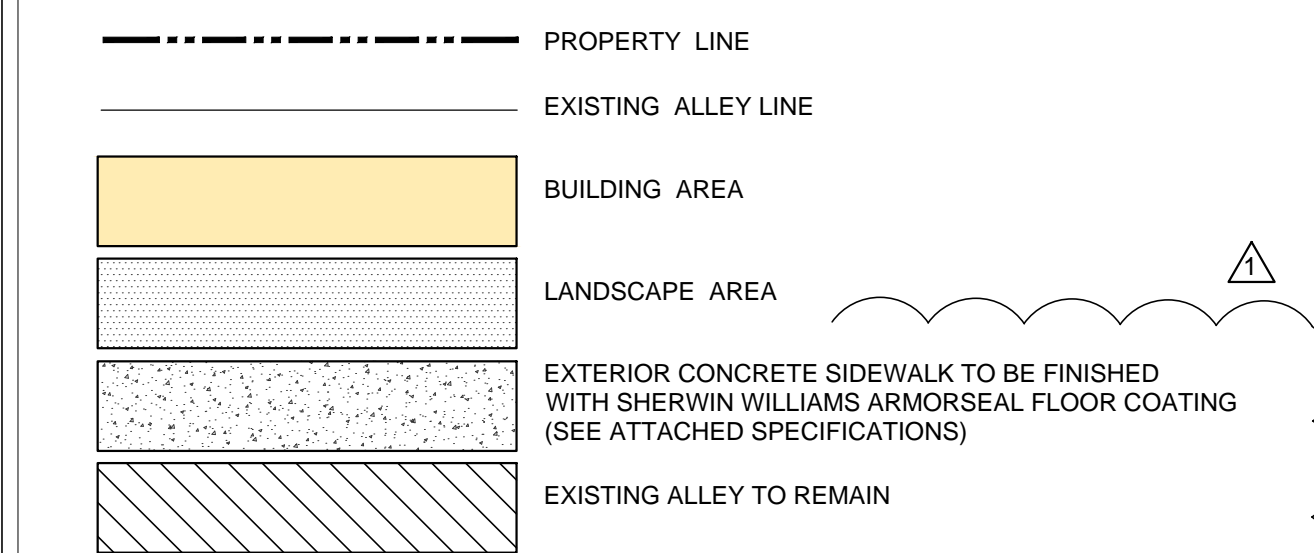 PROPERTY LINE
EXISTING ALLEY LINE
BUILDING AREA
1
LANDSCAPE AREA
EXTERIOR CONCRETE SIDEWALK TO BE FINISHED
WITH SHERWIN WILLIAMS ARMORSEAL FLOOR COATING
(SEE ATTACHED SPECIFICATIONS)
EXISTING ALLEY TO REMAIN